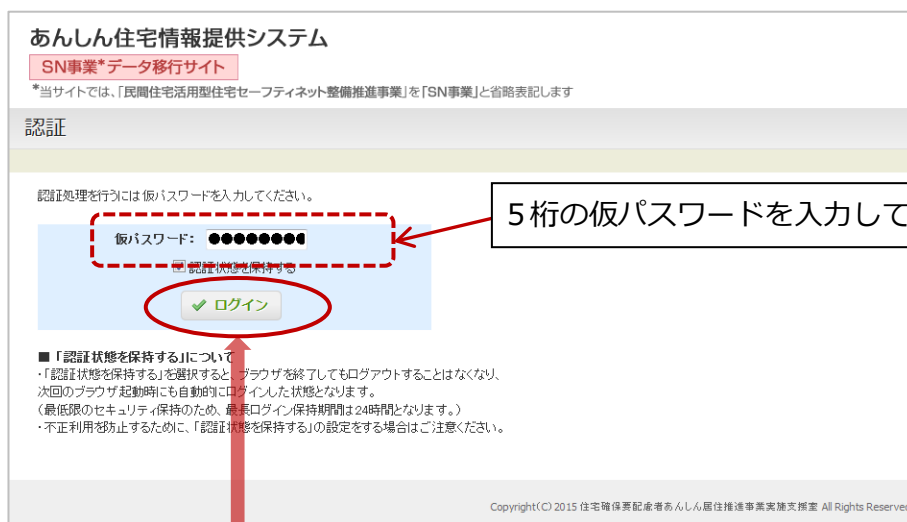 あんしん住宅情報提供システム
SN事業*データ移行サイト
*当サイトでは、「民間住宅活用型住宅セーフティネット整備推進事業」を「SN事業」と省略表記します
認証
認証処理を行うには仮パスワードを入力してください。
５桁の仮パスワードを入力して
仮パスワード: ●●●●●●●●
認証状態を保持する
ログイン
■「認証状態を保持する」について
・「認証状態を保持する」を選択すると、ブラウザを終了してもログアウトすることはなくなり、
次回のブラウザ起動時にも自動的にログインした状態となります。
（最低限のセキュリティ保持のため、最長ログイン保持期間は24時間となります。）
・不正利用を防止するために、「認証状態を保持する」の設定をする場合はご注意ください。
Copyright(C) 2015 住宅確保要配慮者あんしん居住推進事業実施支援室 All Rights Reserved